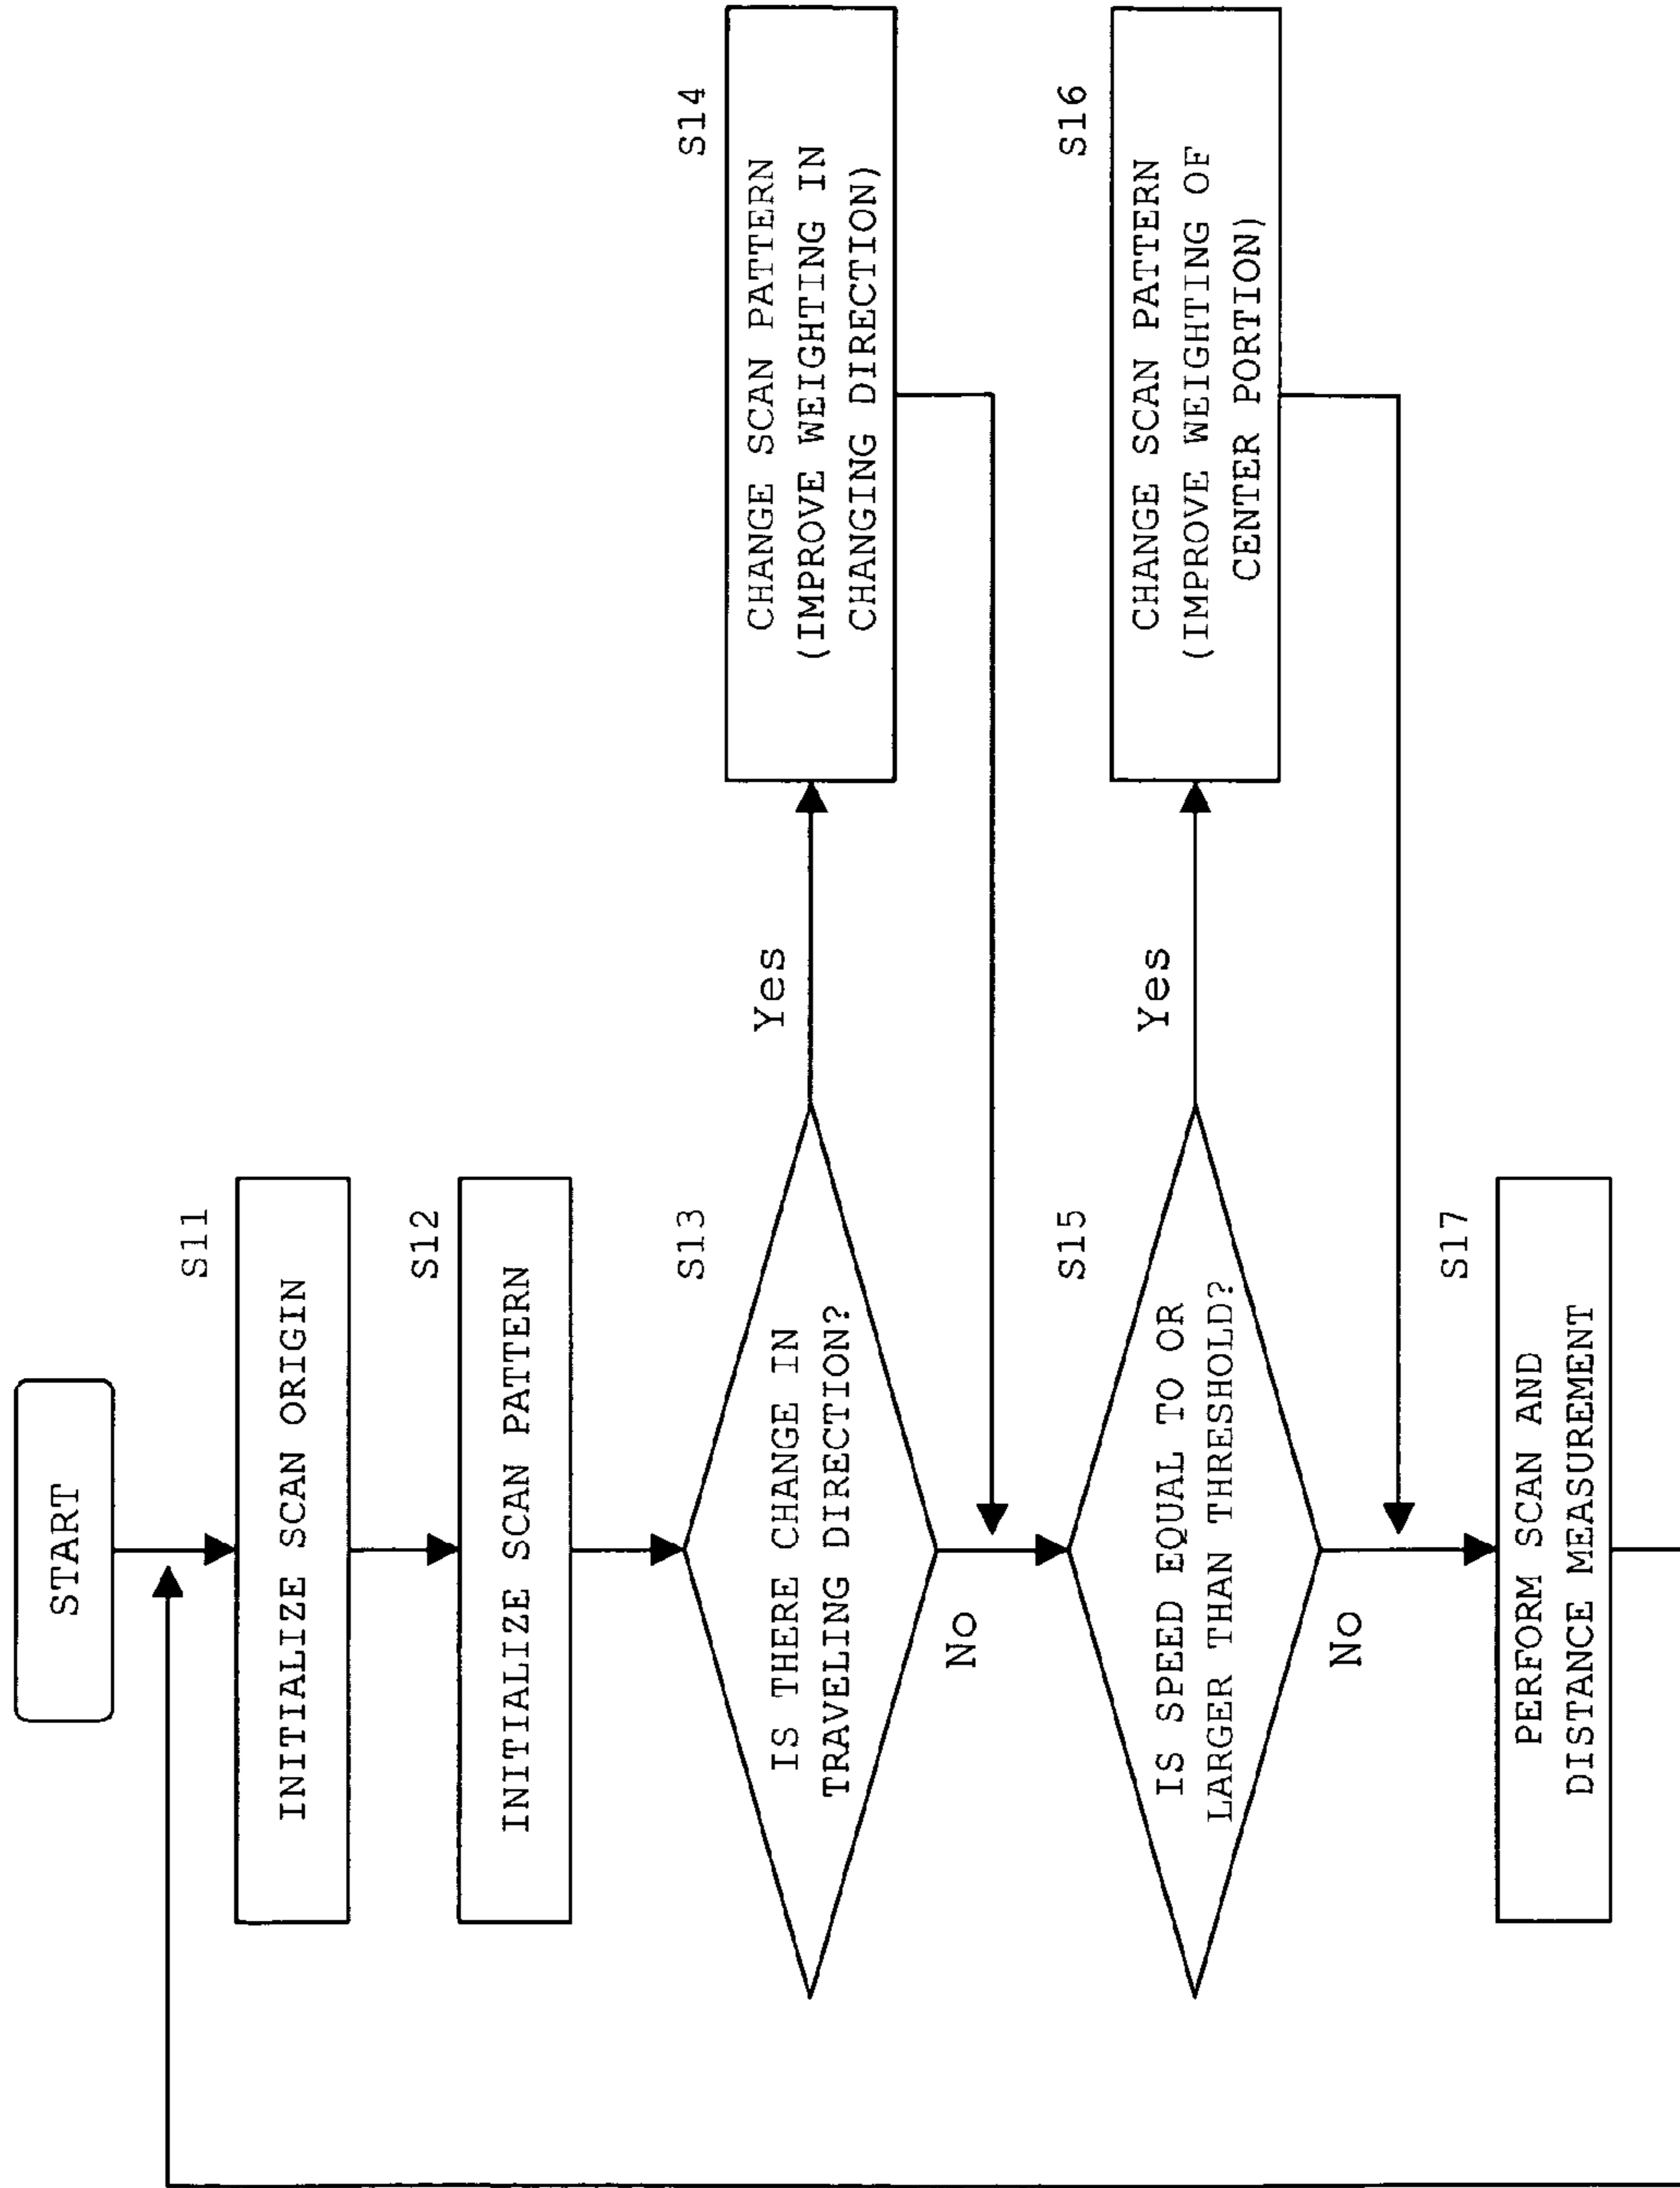 START
S11
INITIALIZE SCAN ORIGIN
S12
INITIALIZE SCAN PATTERN
S13
IS THERE CHANGE IN
TRAVELING DIRECTION?
Yes
S14
CHANGE SCAN PATTERN
(IMPROVE WEIGHTING IN
CHANGING DIRECTION)
No
S15
IS SPEED EQUAL TO OR
LARGER THAN THRESHOLD?
Yes
S16
CHANGE SCAN PATTERN
(IMPROVE WEIGHTING OF
CENTER PORTION)
No
S17
PERFORM SCAN AND
DISTANCE MEASUREMENT